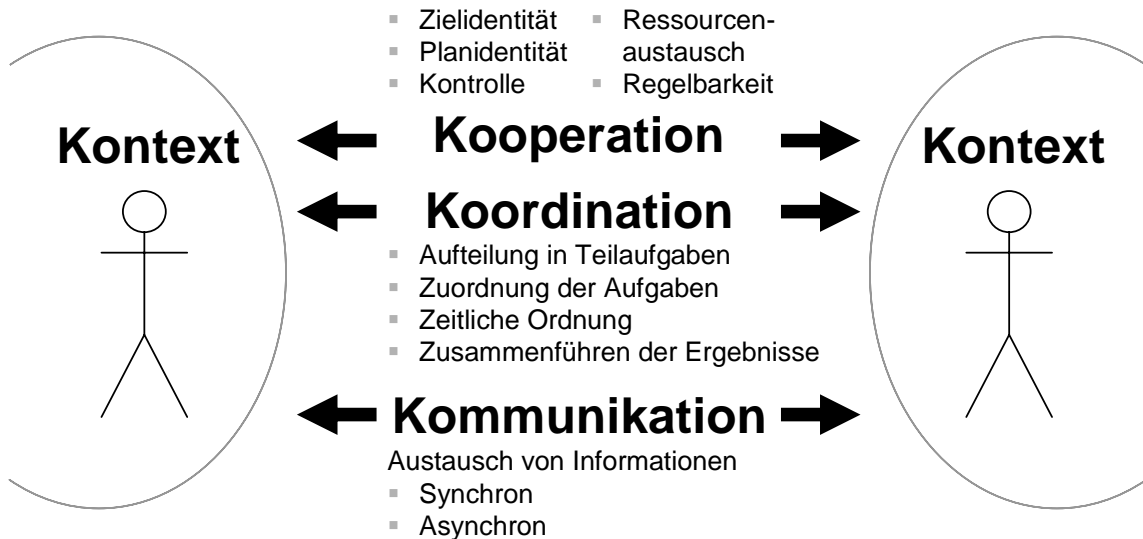 ▪ Zielidentität ▪ Ressourcen-
▪ Planidentität austausch
▪ Kontrolle ▪ Regelbarkeit
Kontext Kooperation Kontext
Koordination
▪ Aufteilung in Teilaufgaben
▪ Zuordnung der Aufgaben
▪ Zeitliche Ordnung
▪ Zusammenführen der Ergebnisse
Kommunikation
Austausch von Informationen
▪ Synchron
▪ Asynchron